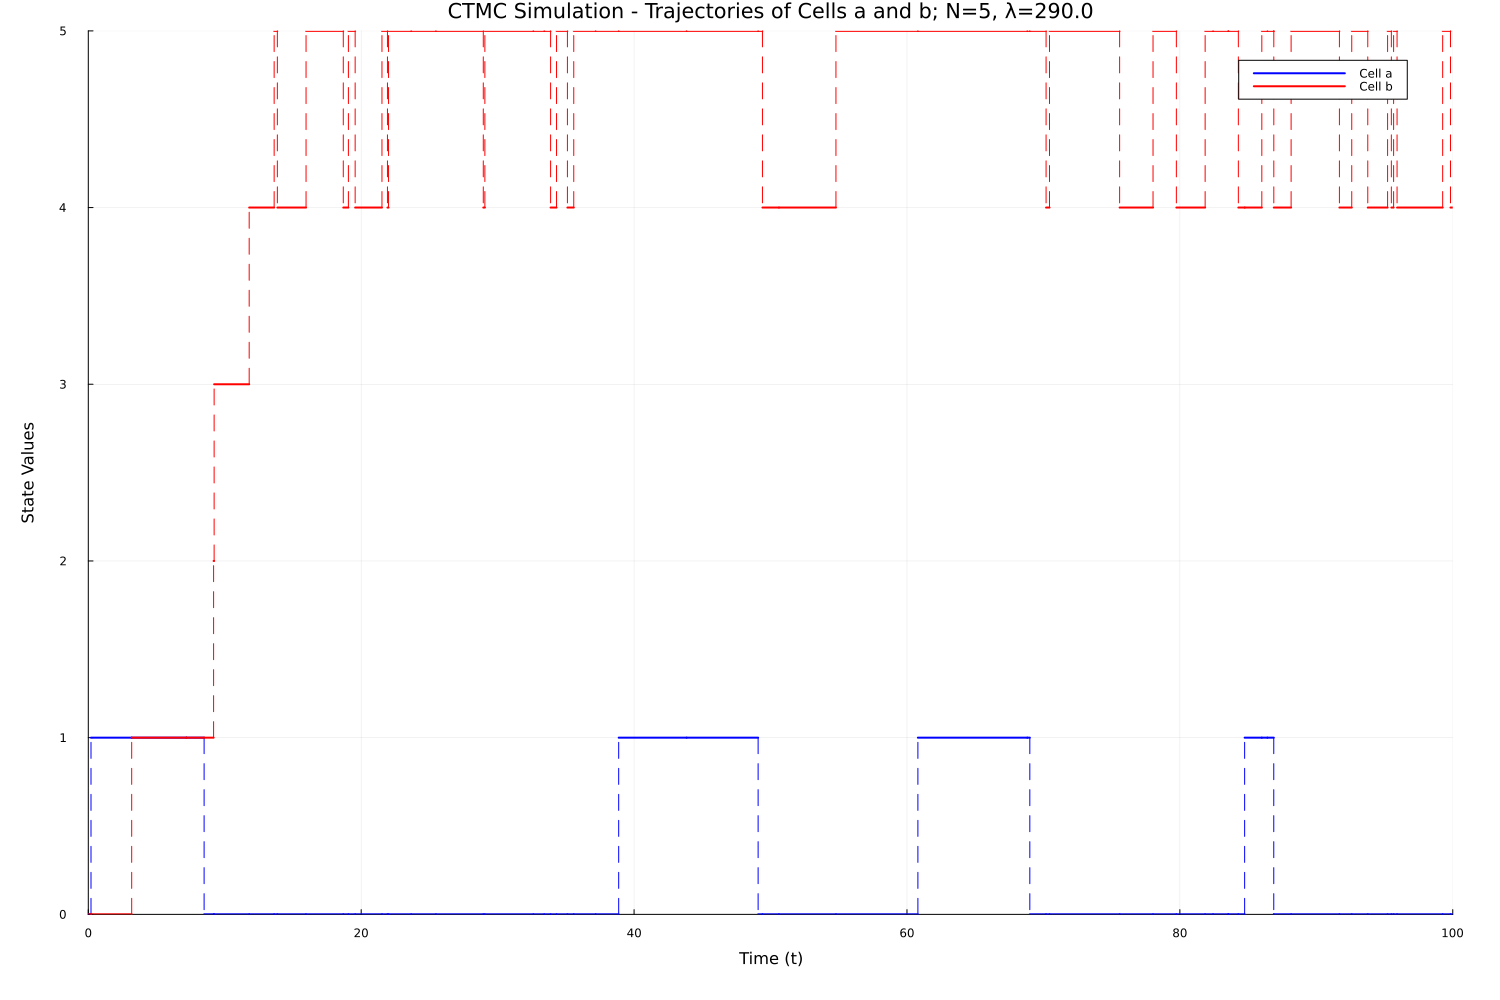 CTMC Simulation - Trajectories of Cells a and b; N=5, λ=290.0
5
Cell a
Cell b
4
3
State Values
2
1
0
0 20 40 60 80 100
Time (t)